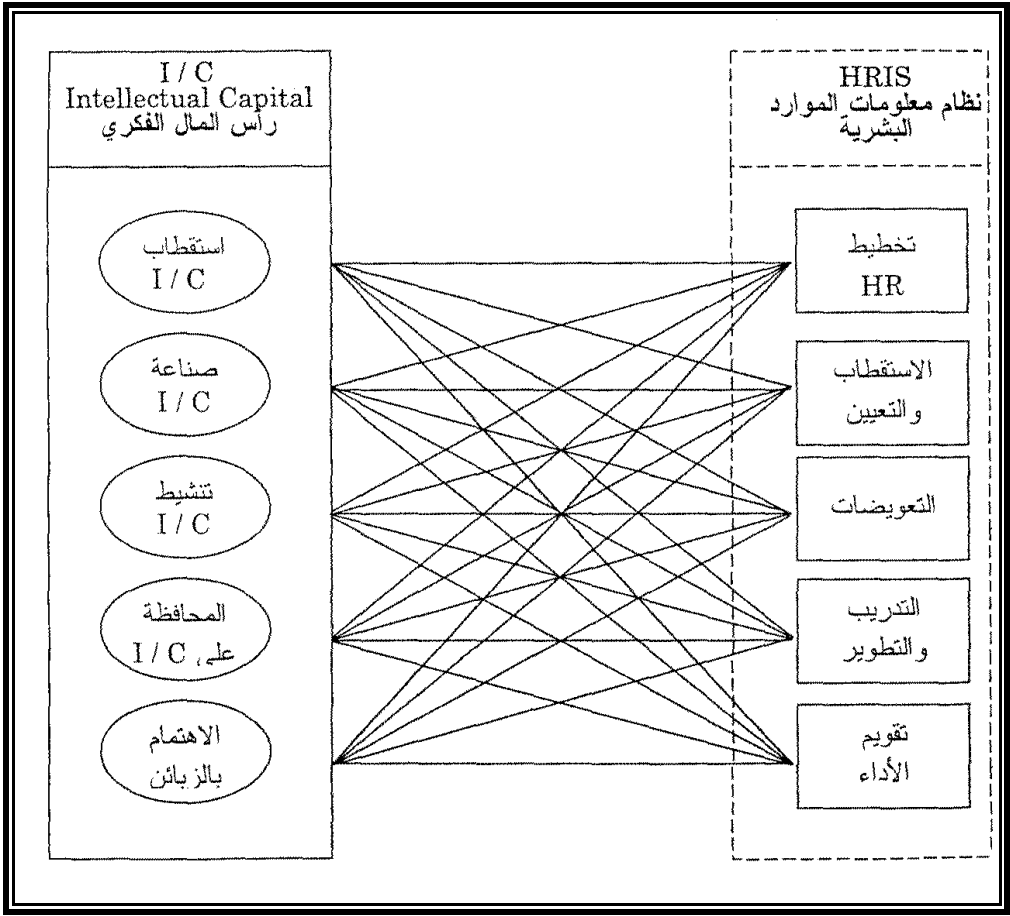 HRIS
نظام معلومات الموارد
البشرية
تخطيط
HR
الاستقطاب
والتعيين
التعويضات
التدريب
والتطوير
تقويم
الأداء
I / C
Intellectual Capital
رأس المال الفكري
استقطاب
I / C
صناعة
I / C
تنشيط
I / C
المحافظة
على I / C
الاهتمام
بالزبائن